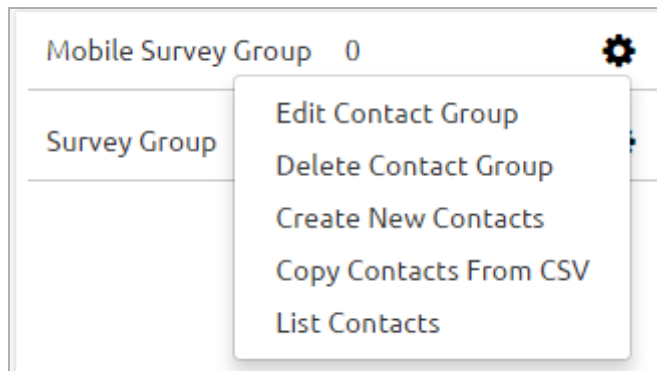 Mobile Survey Group 0
Edit Contact Group
Survey Group
Delete Contact Group
Create New Contacts
Copy Contacts From CSV
List Contacts